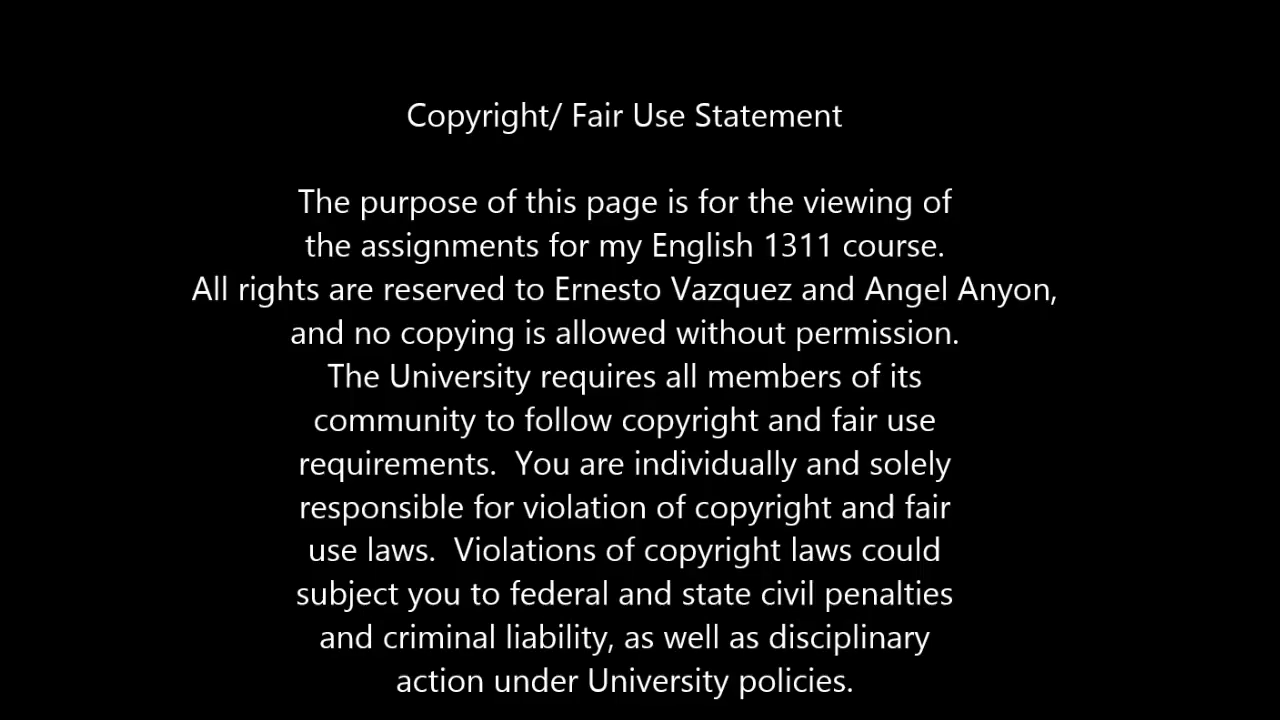 Copyright/ Fair Use Statement
The purpose of this page is for the viewing of
the assignments for my English 1311 course.
All rights are reserved to Ernesto Vazquez and Angel Anyon,
and no copying is allowed without permission.
The University requires all members of its
community to follow copyright and fair use
requirements.  You are individually and solely
responsible for violation of copyright and fair
use laws.  Violations of copyright laws could
subject you to federal and state civil penalties
and criminal liability, as well as disciplinary
action under University policies.